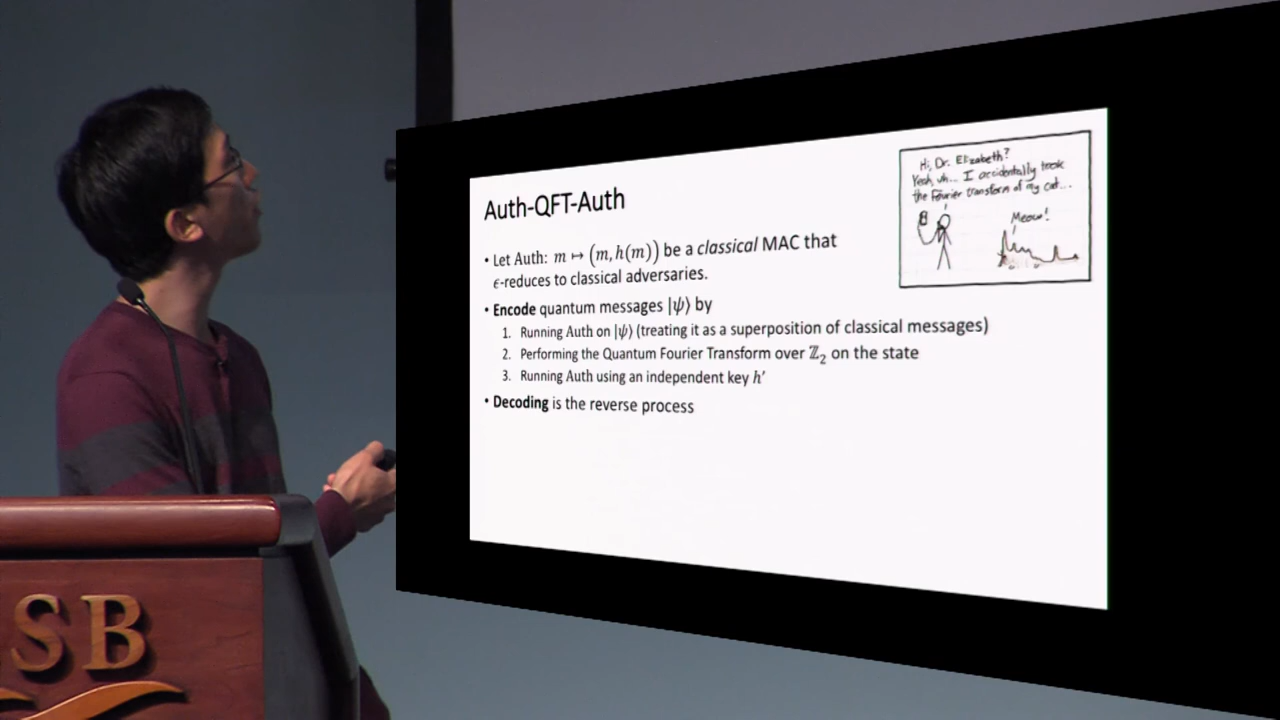 Auth-QFT-Auth
• Let Auth: m ↦ (m, h(m)) be a classical MAC that
ϵ-reduces to classical adversaries.
• Encode quantum messages |ψ⟩ by
1. Running Auth on |ψ⟩ (treating it as a superposition of classical messages)
2. Performing the Quantum Fourier Transform over ℤ₂ on the state
3. Running Auth using an independent key h′
• Decoding is the reverse process
Hi, Dr. Elizabeth?
Yeah, uh... I accidentally took
the Fourier transform of my cat...
Meow!
SB